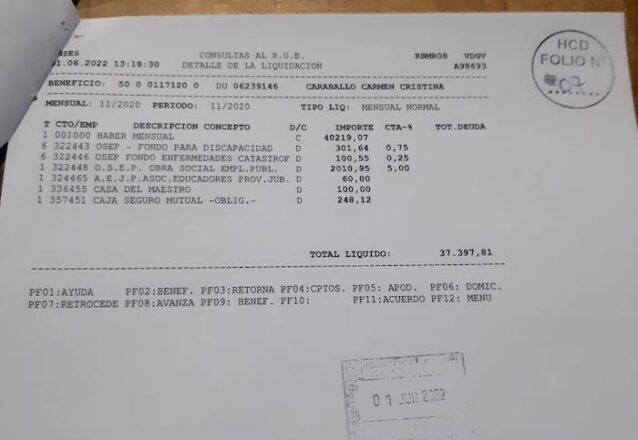 NSES CONSULTAS AL R.U.B. RBMR08 VDGV
01.06.2022 13:18:30 DETALLE DE LA LIQUIDACION A98693
HCD
FOLIO N°
07
BENEFICIO: 50 0 0117120 0 DU 06239146 CARABALLO CARMEN CRISTINA
MENSUAL: 11/2020 PERIODO: 11/2020 TIPO LIQ: MENSUAL NORMAL
T CTO/EMP DESCRIPCION CONCEPTO D/C IMPORTE CTA-% TOT.DEUDA
1 001000 HABER MENSUAL C 40219,07
6 322443 OSEP - FONDO PARA DISCAPACIDAD D 301,64 0,75
6 322446 OSEP FONDO ENFERMEDADES CATASTROF D 100,55 0,25
1 322448 O.S.E.P. OBRA SOCIAL EMPL.PUBL. D 2010,95 5,00
1 324465 A.E.J.P.ASOC.EDUCADORES PROV.JUB. D 60,00
1 336455 CASA DEL MAESTRO D 100,00
1 357451 CAJA SEGURO MUTUAL -OBLIG.- D 248,12
TOTAL LIQUIDO: 37.397,81
PF01:AYUDA PF02:BENEF. PF03:RETORNA PF04:CPTOS. PF05: APOD. PF06: DOMIC.
PF07:RETROCEDE PF08:AVANZA PF09: BENEF. PF10: PF11:ACUERDO PF12: MENU
01 JUN 2022